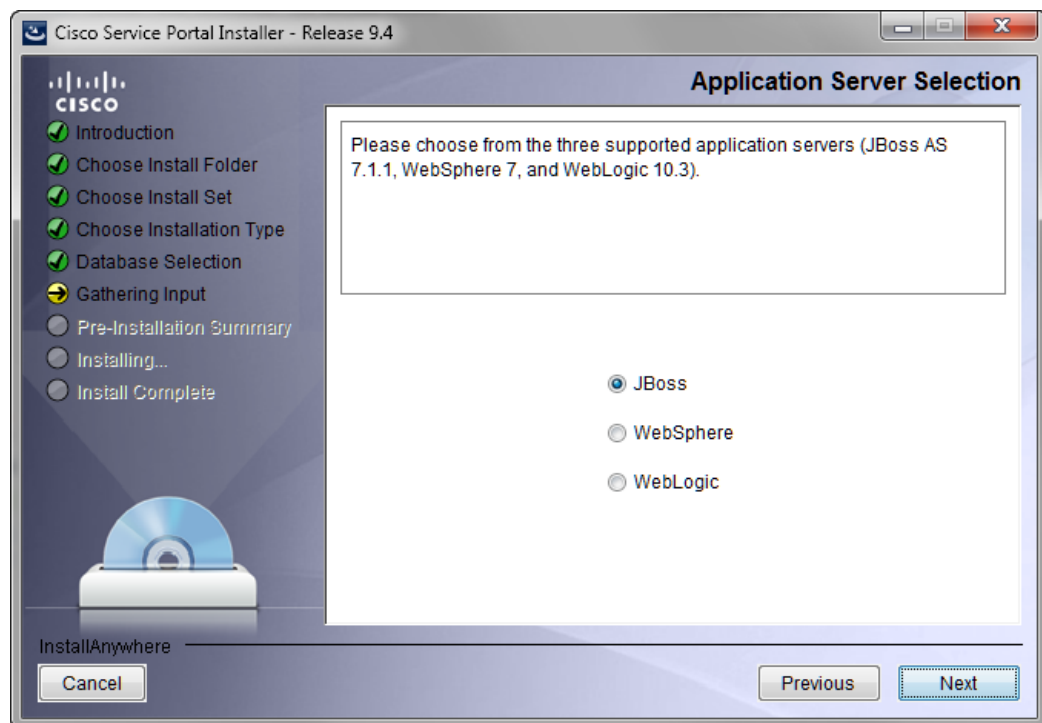 Cisco Service Portal Installer - Release 9.4
CISCO
Application Server Selection
Introduction
Choose Install Folder
Choose Install Set
Choose Installation Type
Database Selection
Gathering Input
Pre-Installation Summary
Installing...
Install Complete
Please choose from the three supported application servers (JBoss AS
7.1.1, WebSphere 7, and WebLogic 10.3).
JBoss
WebSphere
WebLogic
InstallAnywhere
Cancel
Previous
Next